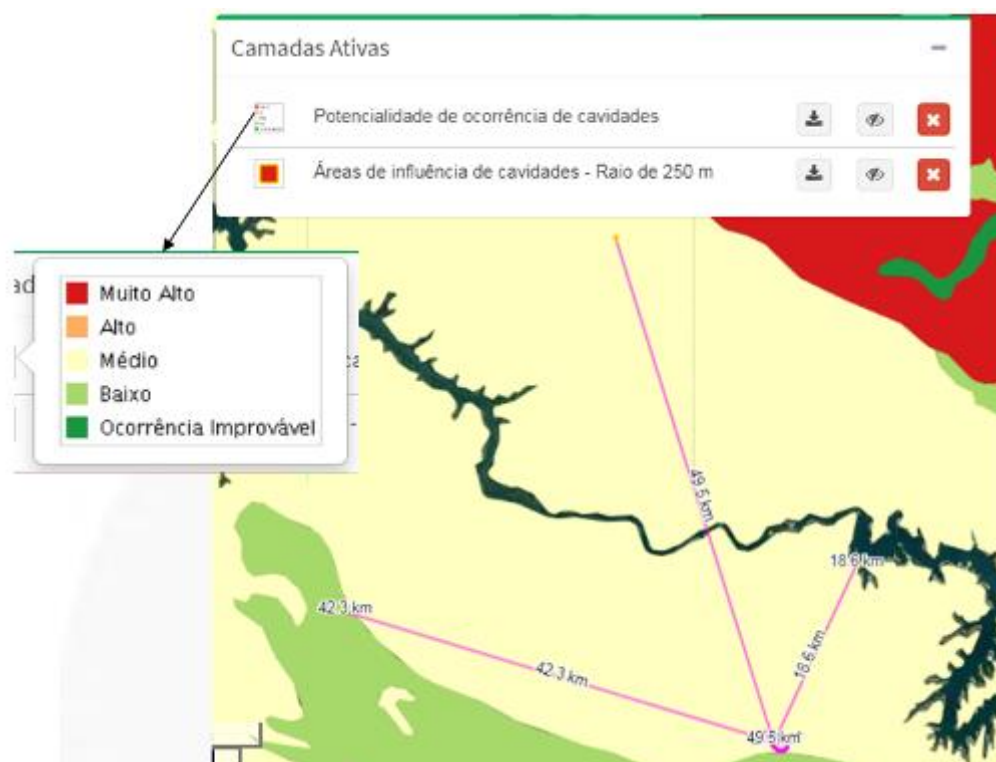 Camadas Ativas
Potencialidade de ocorrência de cavidades
Áreas de influência de cavidades - Raio de 250 m
Muito Alto
Alto
Médio
Baixo
Ocorrência Improvável
49.5 km
18.6 km
42.3 km
18.6 km
42.3 km
49.5 km